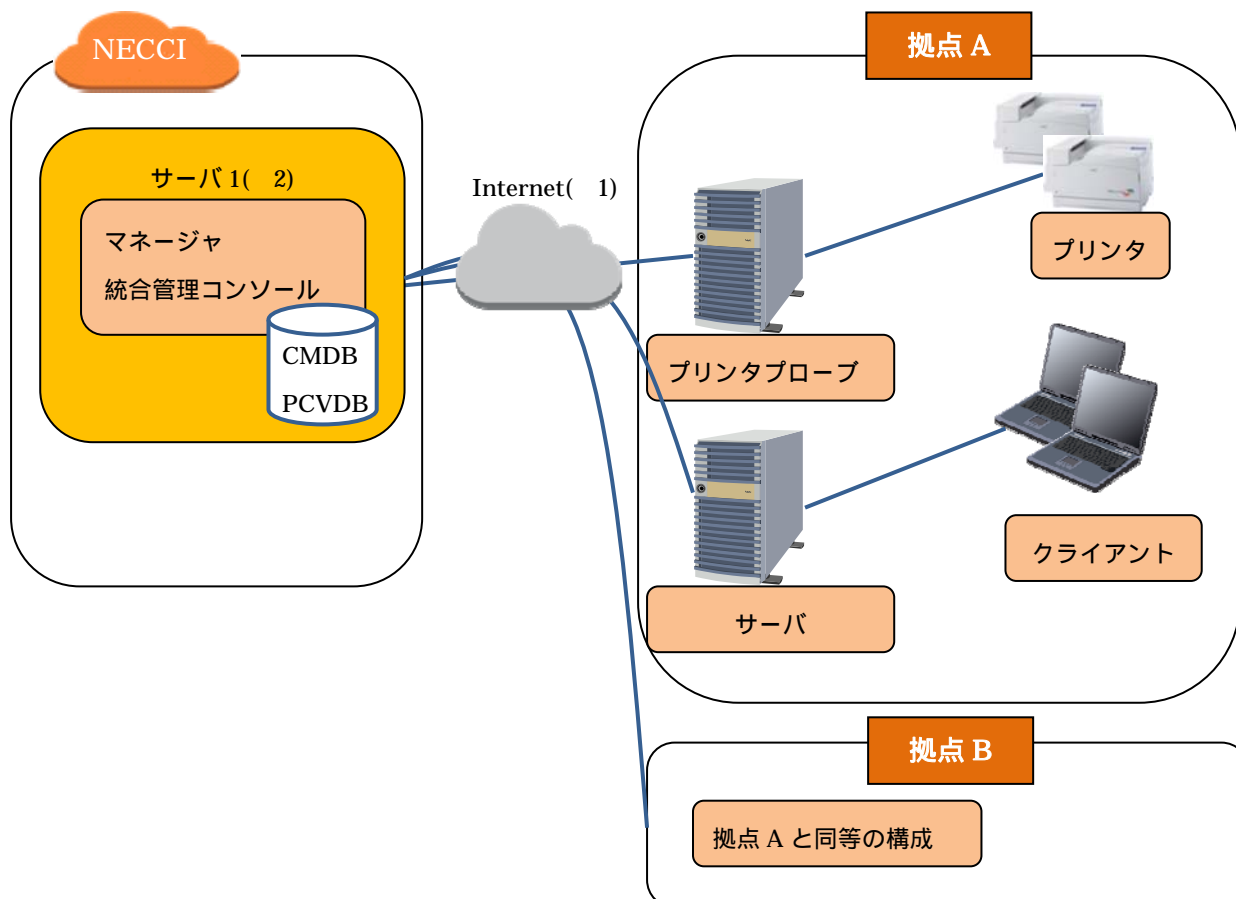 NECCI
サーバ 1( 2)
マネージャ
統合管理コンソール
CMDB
PCVDB
Internet( 1)
拠点 A
プリンタ
プリンタプローブ
クライアント
サーバ
拠点 B
拠点 A と同等の構成